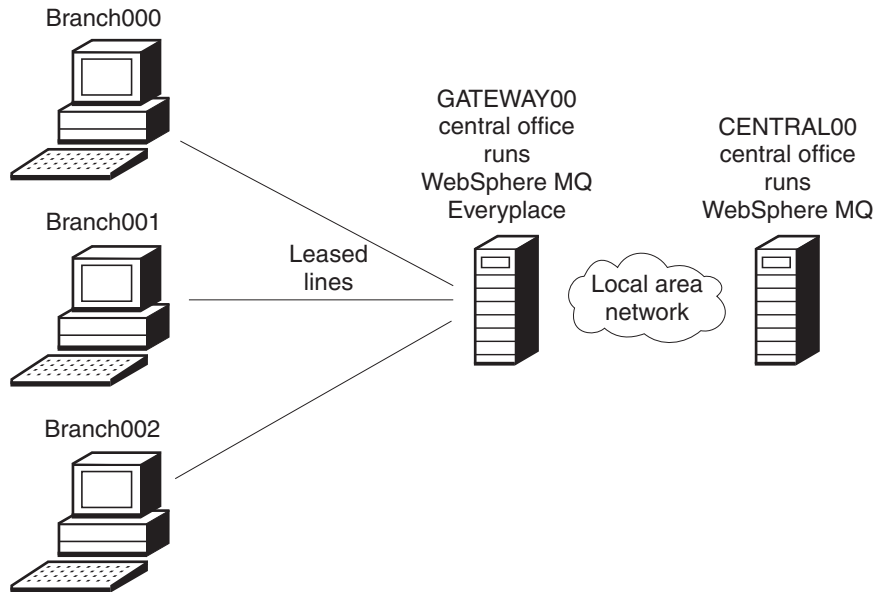 Branch000
GATEWAY00
central office
runs
WebSphere MQ
Everyplace
CENTRAL00
central office
runs
WebSphere MQ
Branch001
Leased
lines
Local area
network
Branch002